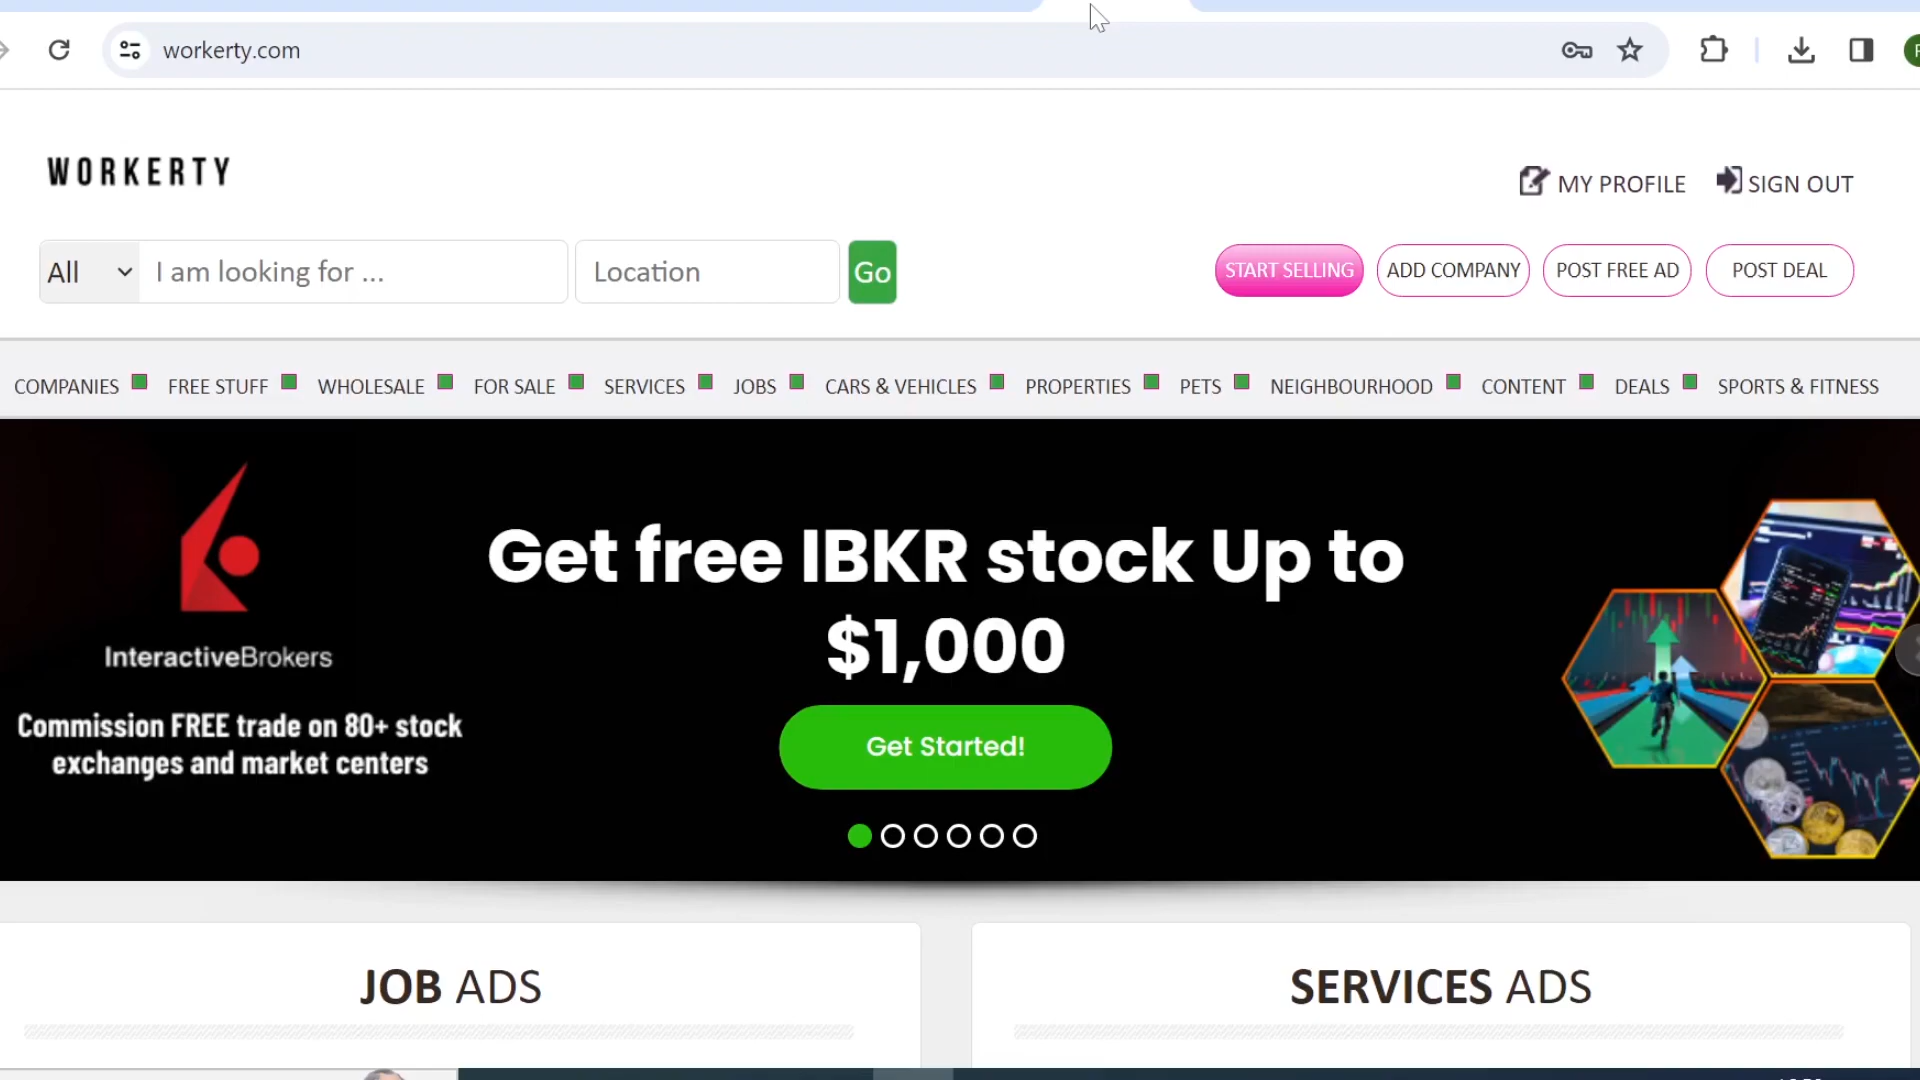 workerty.com
WORKERTY
MY PROFILE SIGN OUT
All I am looking for ... Location Go
START SELLING ADD COMPANY POST FREE AD POST DEAL
COMPANIES FREE STUFF WHOLESALE FOR SALE SERVICES JOBS CARS & VEHICLES PROPERTIES PETS NEIGHBOURHOOD CONTENT DEALS SPORTS & FITNESS
Get free IBKR stock Up to
$1,000
InteractiveBrokers
Commission FREE trade on 80+ stock
exchanges and market centers
Get Started!
JOB ADS
SERVICES ADS